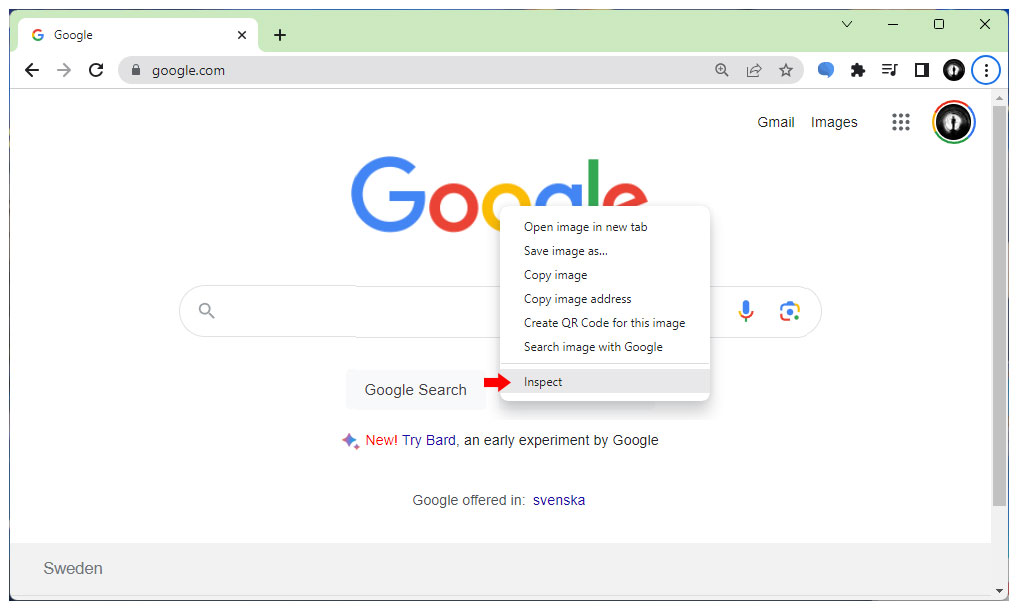 Google
google.com
Gmail Images
Google
Open image in new tab
Save image as...
Copy image
Copy image address
Create QR Code for this image
Search image with Google
Inspect
Google Search
New! Try Bard, an early experiment by Google
Google offered in: svenska
Sweden